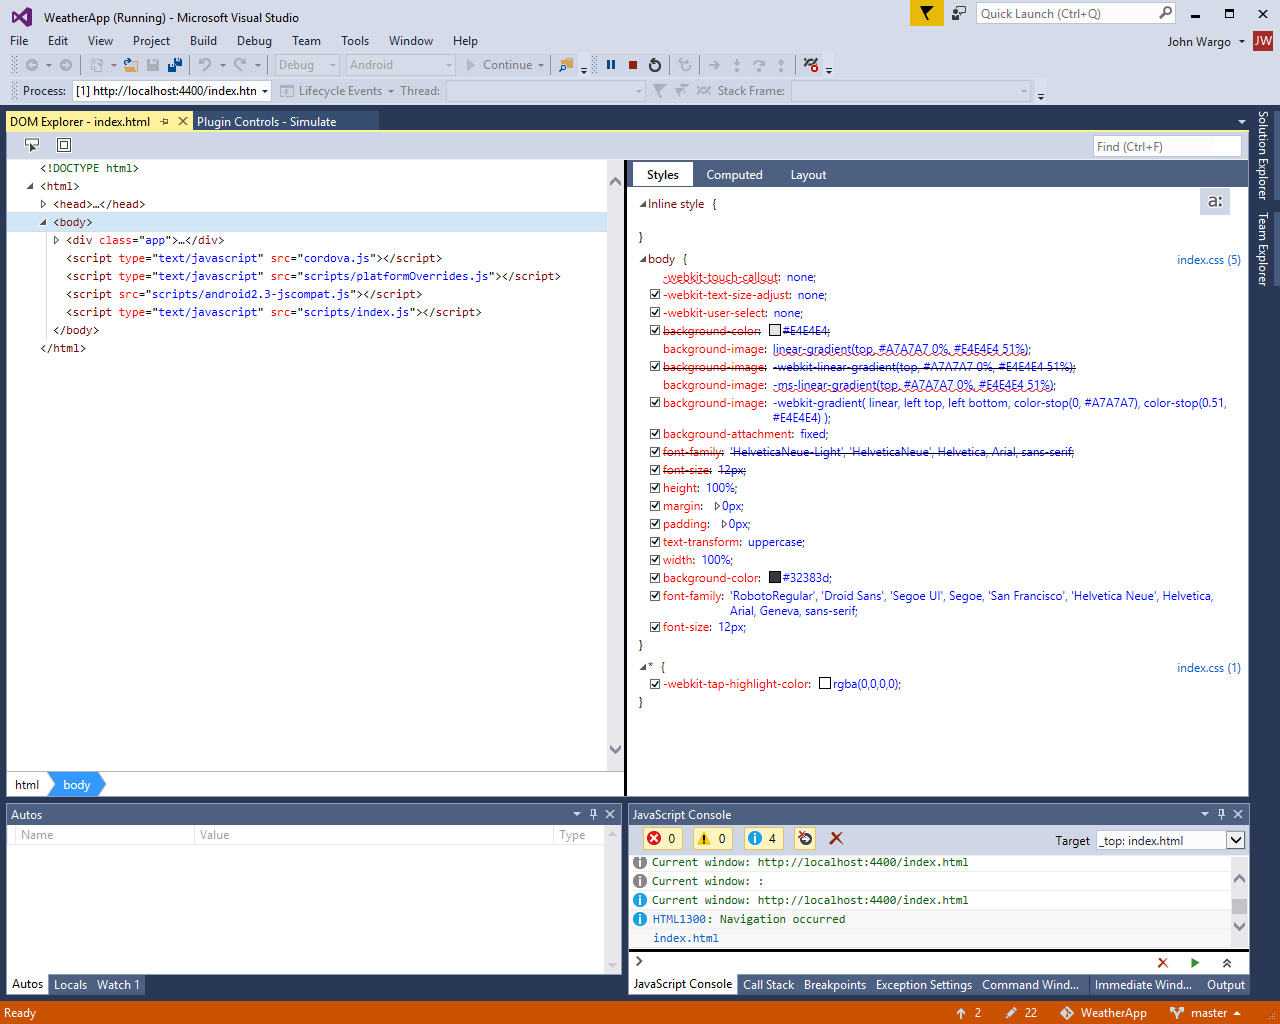 WeatherApp (Running) - Microsoft Visual Studio
Quick Launch (Ctrl+Q)
File Edit View Project Build Debug Team Tools Window Help
John Wargo JW
Debug Android Continue
Process: [1] http://localhost:4400/index.htn Lifecycle Events Thread: Stack Frame:
DOM Explorer - index.html Plugin Controls - Simulate
Solution Explorer
Team Explorer
Find (Ctrl+F)
<!DOCTYPE html>
<html>
<head>…</head>
<body>
<div class="app">…</div>
<script type="text/javascript" src="cordova.js"></script>
<script type="text/javascript" src="scripts/platformOverrides.js"></script>
<script src="scripts/android2.3-jscompat.js"></script>
<script type="text/javascript" src="scripts/index.js"></script>
</body>
</html>
html body
Styles Computed Layout
a:
Inline style {
}
body { index.css (5)
-webkit-touch-callout: none;
-webkit-text-size-adjust: none;
-webkit-user-select: none;
background-color: #E4E4E4;
background-image: linear-gradient(top, #A7A7A7 0%, #E4E4E4 51%);
background-image: -webkit-linear-gradient(top, #A7A7A7 0%, #E4E4E4 51%);
background-image: -ms-linear-gradient(top, #A7A7A7 0%, #E4E4E4 51%);
background-image: -webkit-gradient( linear, left top, left bottom, color-stop(0, #A7A7A7), color-stop(0.51,
#E4E4E4) );
background-attachment: fixed;
font-family: 'HelveticaNeue-Light', 'HelveticaNeue', Helvetica, Arial, sans-serif;
font-size: 12px;
height: 100%;
margin: 0px;
padding: 0px;
text-transform: uppercase;
width: 100%;
background-color: #32383d;
font-family: 'RobotoRegular', 'Droid Sans', 'Segoe UI', Segoe, 'San Francisco', 'Helvetica Neue', Helvetica,
Arial, Geneva, sans-serif;
font-size: 12px;
}
* { index.css (1)
-webkit-tap-highlight-color: rgba(0,0,0,0);
}
Autos
Name Value Type
Autos Locals Watch 1
JavaScript Console
0 0 4 Target _top: index.html
Current window: http://localhost:4400/index.html
Current window: :
Current window: http://localhost:4400/index.html
HTML1300: Navigation occurred
index.html
JavaScript Console Call Stack Breakpoints Exception Settings Command Wind... Immediate Wind... Output
Ready 2 22 WeatherApp master